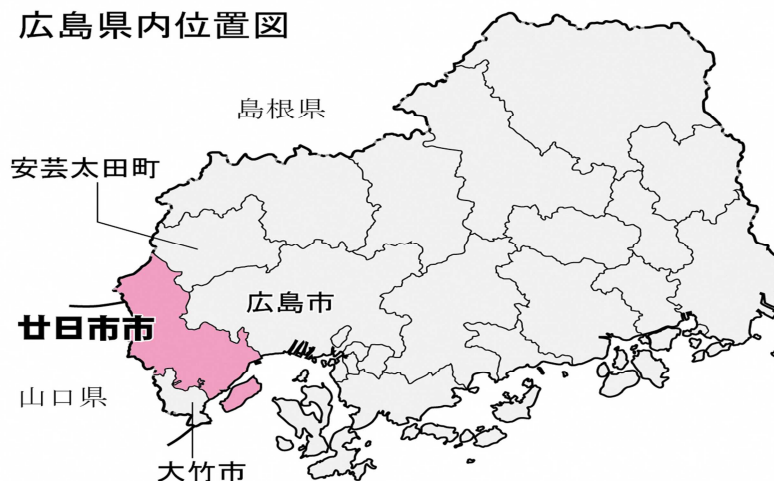 広島県内位置図
島根県
安芸太田町
広島市
廿日市市
山口県
大竹市